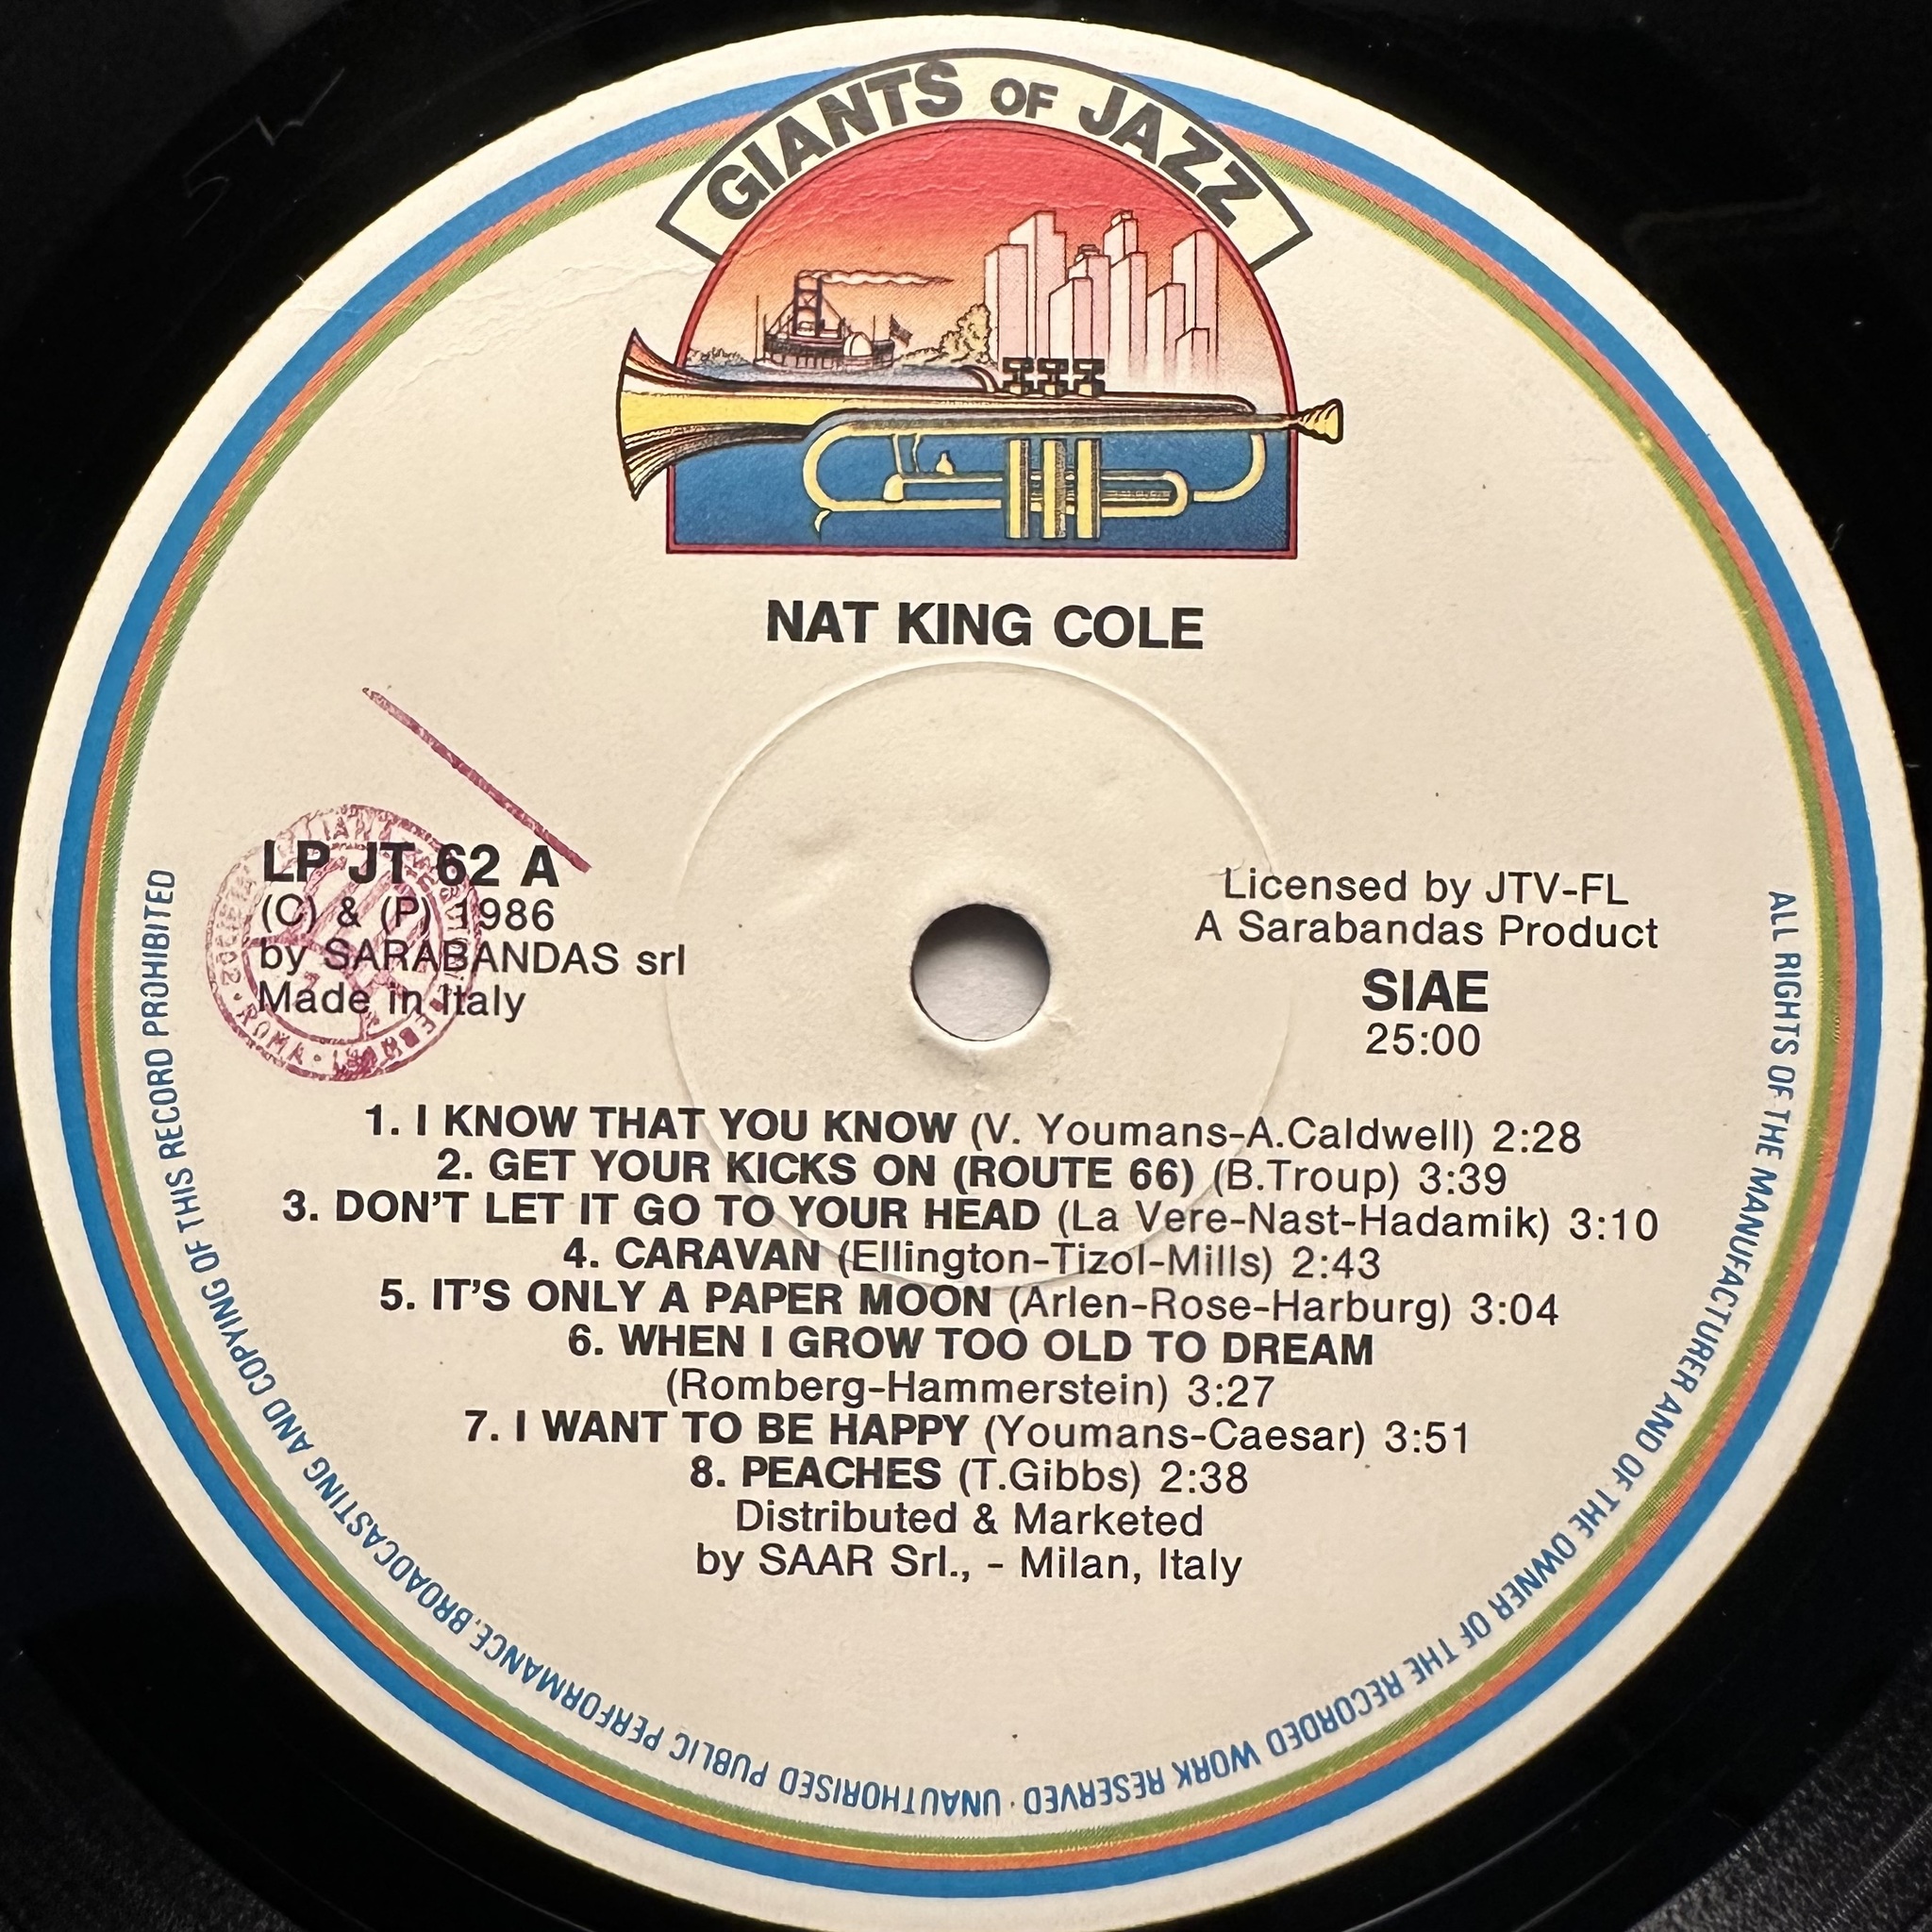 GIANTS OF JAZZ
NAT KING COLE
LP JT 62 A
(C) & (P) 1986
by SARABANDAS srl
Made in Italy
Licensed by JTV-FL
A Sarabandas Product
SIAE
25:00
1. I KNOW THAT YOU KNOW (V. Youmans-A.Caldwell) 2:28
2. GET YOUR KICKS ON (ROUTE 66) (B.Troup) 3:39
3. DON'T LET IT GO TO YOUR HEAD (La Vere-Nast-Hadamik) 3:10
4. CARAVAN (Ellington-Tizol-Mills) 2:43
5. IT'S ONLY A PAPER MOON (Arlen-Rose-Harburg) 3:04
6. WHEN I GROW TOO OLD TO DREAM
(Romberg-Hammerstein) 3:27
7. I WANT TO BE HAPPY (Youmans-Caesar) 3:51
8. PEACHES (T.Gibbs) 2:38
Distributed & Marketed
by SAAR Srl., - Milan, Italy
ALL RIGHTS OF THE MANUFACTURER AND OF THE OWNER OF THE RECORDED WORK RESERVED · UNAUTHORISED PUBLIC PERFORMANCE, BROADCASTING AND COPYING OF THIS RECORD PROHIBITED
ROMA